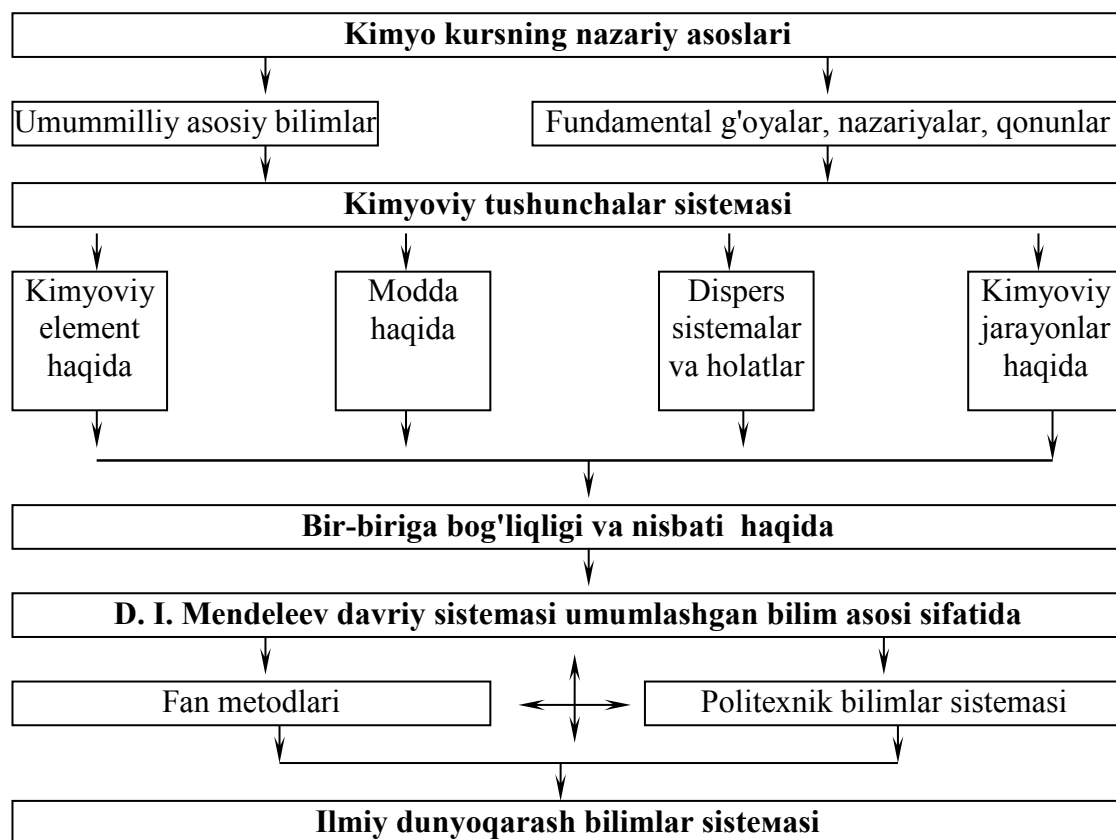 Kimyo kursning nazariy asoslari
Umummilliy asosiy bilimlar
Fundamental g'oyalar, nazariyalar, qonunlar
Kimyoviy tushunchalar sisteмasi
Kimyoviy
element
haqida
Modda
haqida
Dispers
sistemalar
va holatlar
Kimyoviy
jarayonlar
haqida
Bir-biriga bog'liqligi va nisbati haqida
D. I. Mendeleev davriy sistemasi umumlashgan bilim asosi sifatida
Fan metodlari
Politexnik bilimlar sistemasi
Ilmiy dunyoqarash bilimlar sisteмasi